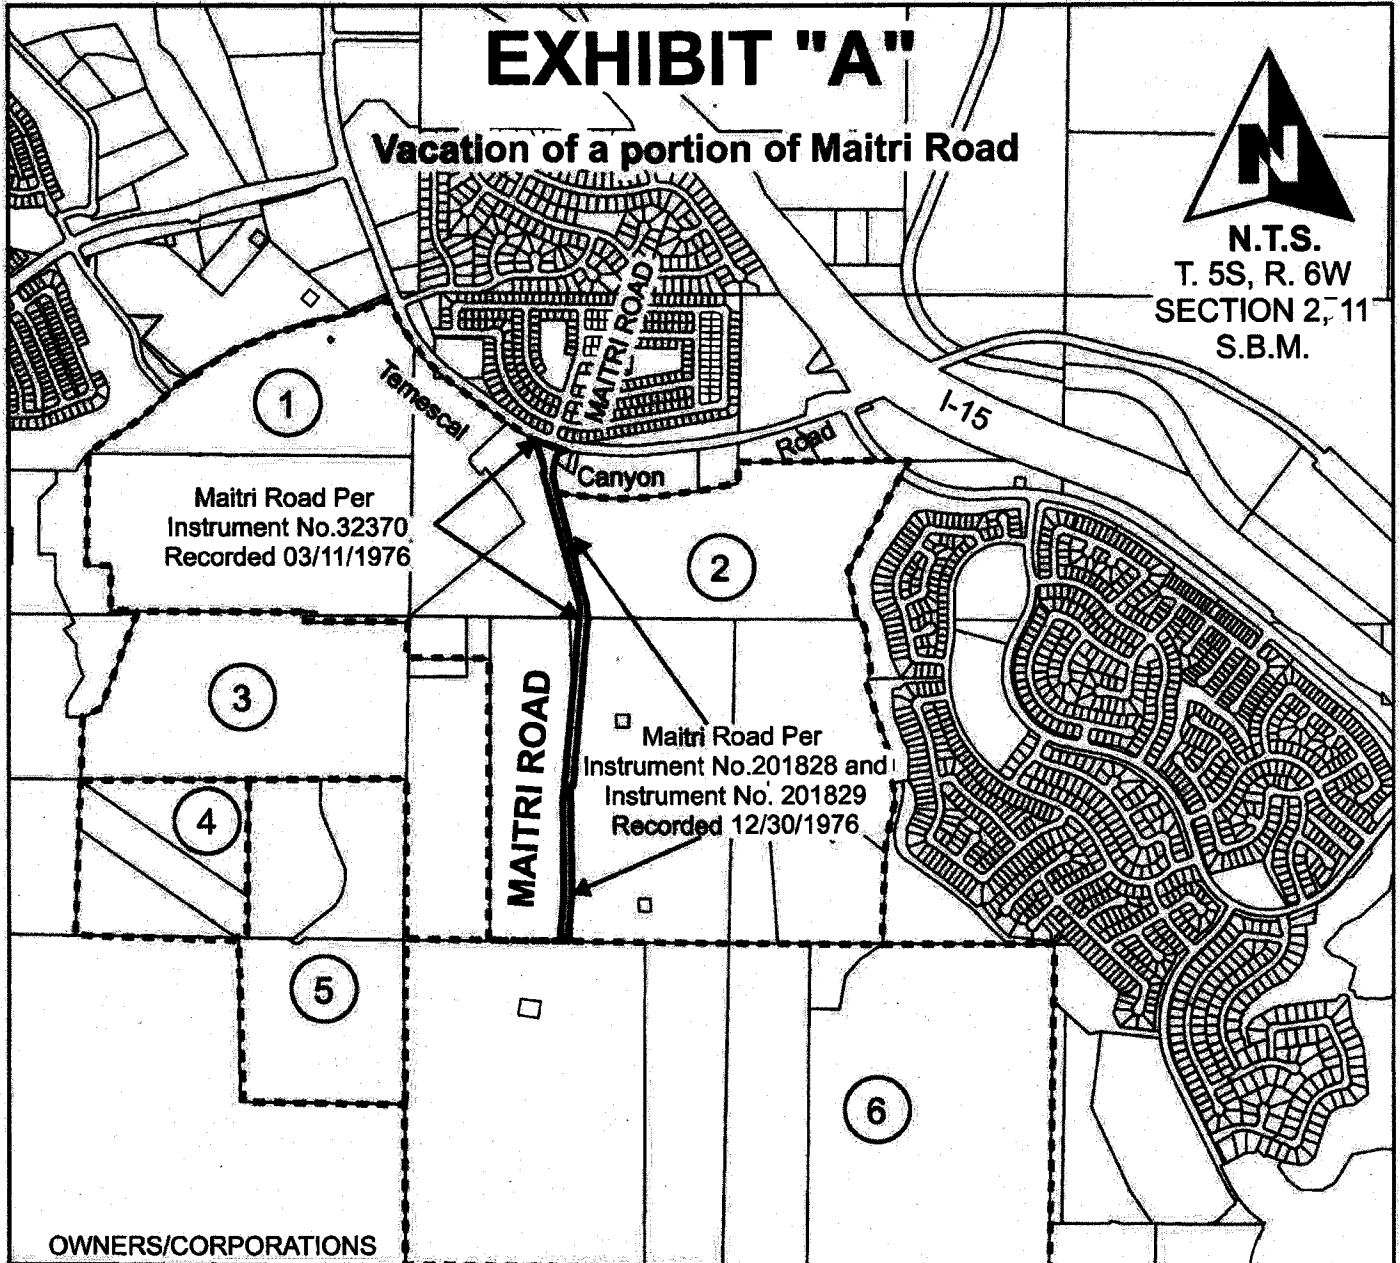 EXHIBIT "A"
Vacation of a portion of Maitri Road
N
N.T.S.
T. 5S, R. 6W
SECTION 2, 11
S.B.M.
MAITRI ROAD
MAITRI ROAD
1
Temescal
I-15
Road
Canyon
Maitri Road Per
Instrument No.32370
Recorded 03/11/1976
2
3
MAITRI ROAD
Maitri Road Per
Instrument No.201828 and
Instrument No. 201829
Recorded 12/30/1976
4
5
6
OWNERS/CORPORATIONS